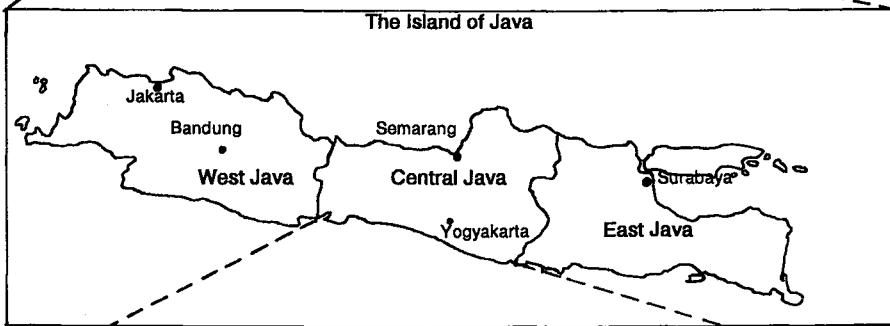 The Island of Java
Jakarta
Bandung
Semarang
West Java
Central Java
Surabaya
Yogyakarta
East Java